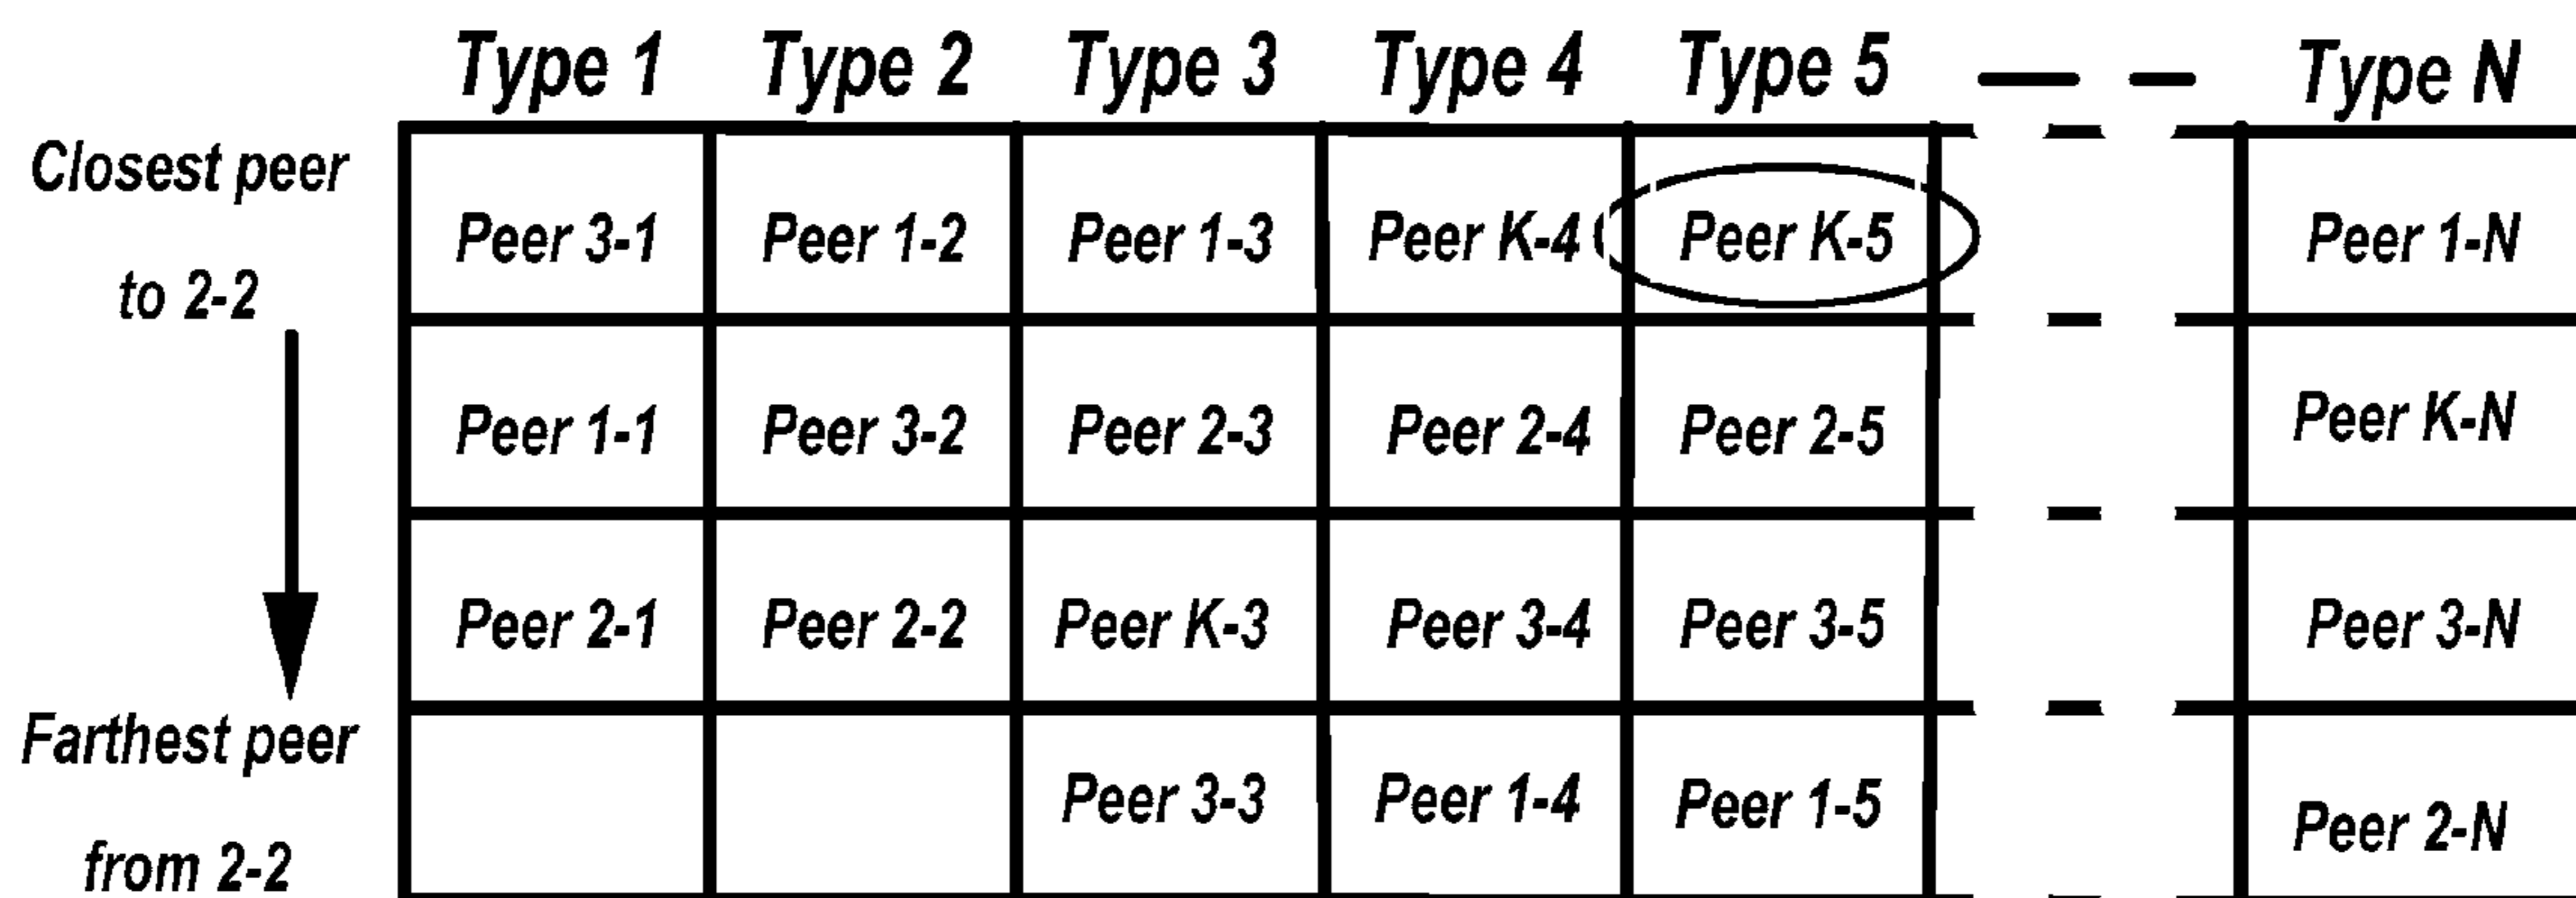 Type 1 Type 2 Type 3 Type 4 Type 5 Type N
Closest peer
to 2-2
Peer 3-1 Peer 1-2 Peer 1-3 Peer K-4 Peer K-5 Peer 1-N
Peer 1-1 Peer 3-2 Peer 2-3 Peer 2-4 Peer 2-5 Peer K-N
Peer 2-1 Peer 2-2 Peer K-3 Peer 3-4 Peer 3-5 Peer 3-N
Farthest peer
from 2-2
Peer 3-3 Peer 1-4 Peer 1-5 Peer 2-N